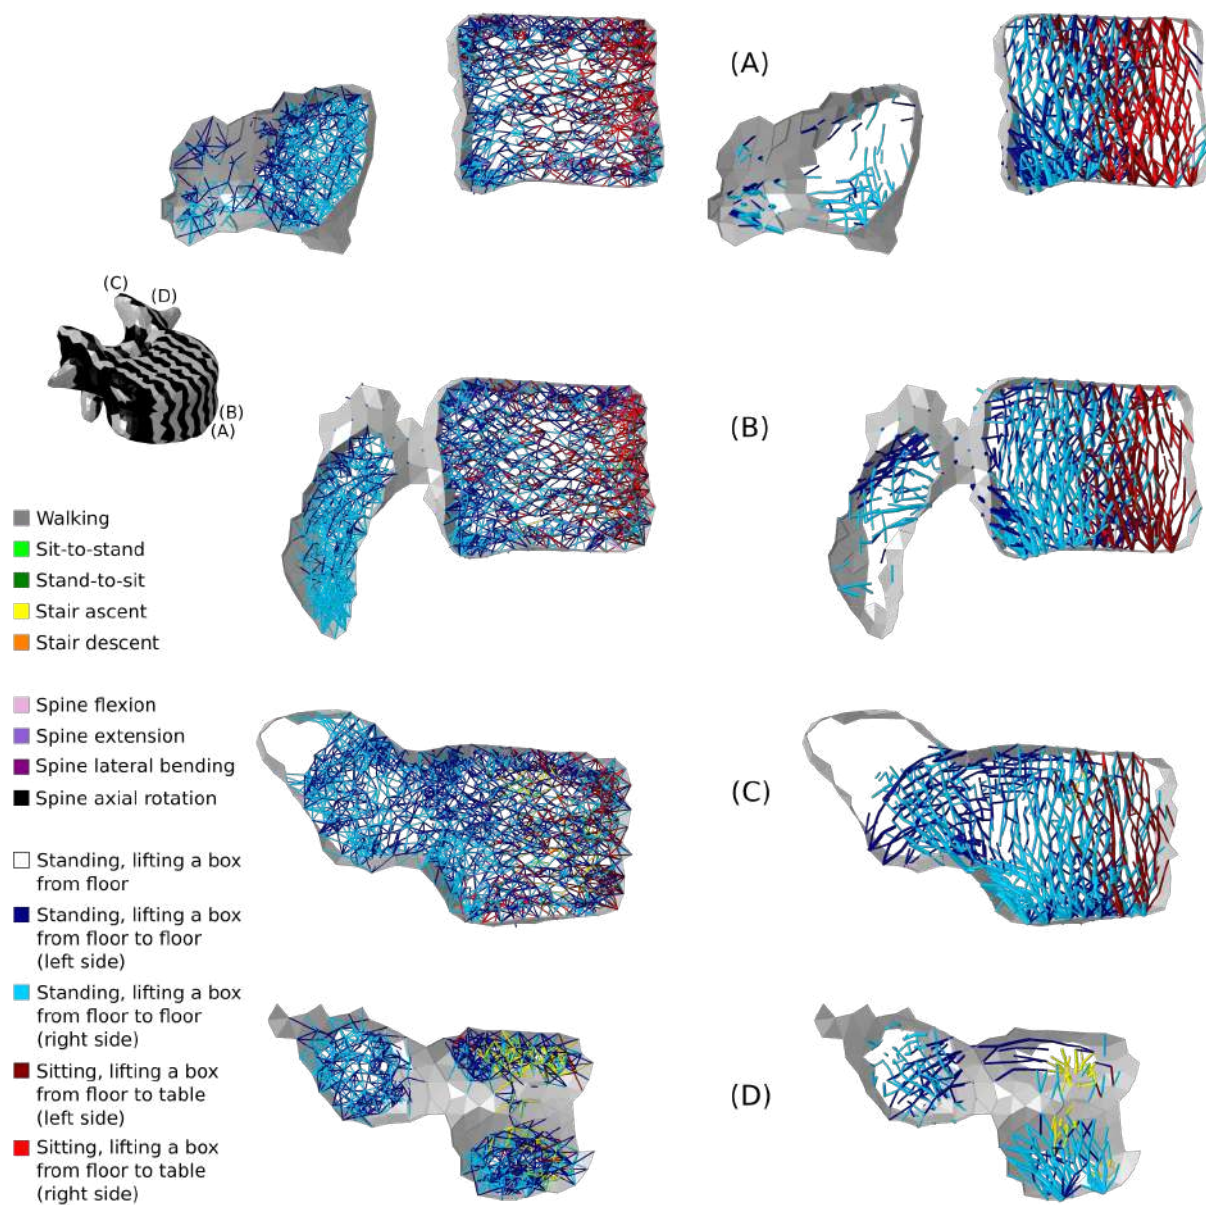 (A)
(C)
(D)
(B)
(A)
(B)
Walking
Sit-to-stand
Stand-to-sit
Stair ascent
Stair descent
Spine flexion
Spine extension
Spine lateral bending
Spine axial rotation
(C)
Standing, lifting a box
from floor
Standing, lifting a box
from floor to floor
(left side)
Standing, lifting a box
from floor to floor
(right side)
Sitting, lifting a box
from floor to table
(left side)
(D)
Sitting, lifting a box
from floor to table
(right side)